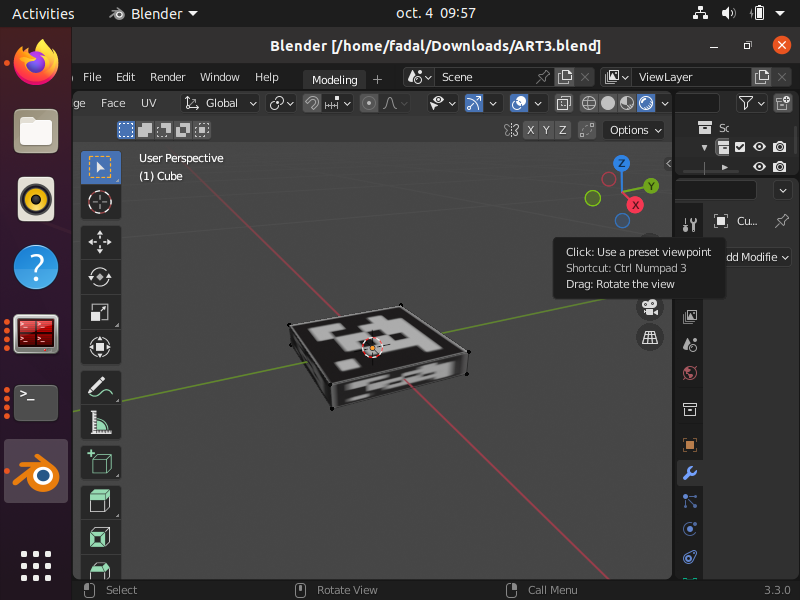 Activities Blender oct. 4 09:57
Blender [/home/fadal/Downloads/ART3.blend]
File Edit Render Window Help Modeling + Scene ViewLayer
ge Face UV Global
X Y Z Options
User Perspective
(1) Cube
Z
Y
X
Sc
Cu...
Click: Use a preset viewpoint
Shortcut: Ctrl Numpad 3
Drag: Rotate the view
dd Modifie
Select Rotate View Call Menu 3.3.0